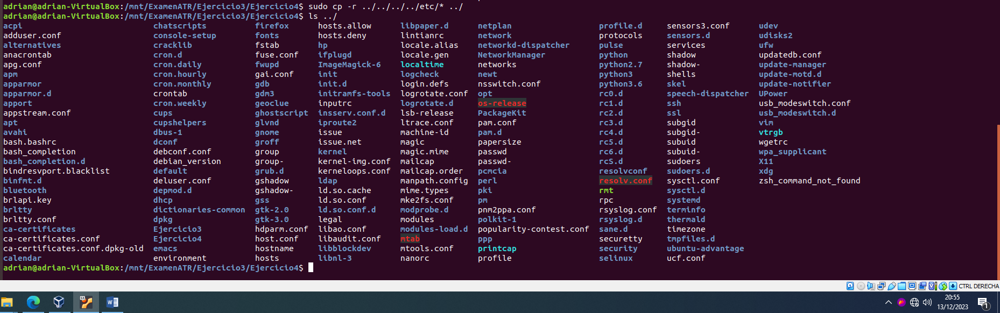 adrian@adrian-VirtualBox:/mnt/ExamenATR/Ejercicio3/Ejercicio4$ sudo cp -r ../../../../etc/* ../
adrian@adrian-VirtualBox:/mnt/ExamenATR/Ejercicio3/Ejercicio4$ ls ../
acpi chatscripts firefox hosts.allow libpaper.d netplan profile.d sensors3.conf udev
adduser.conf console-setup fonts hosts.deny lintianrc network protocols sensors.d udisks2
alternatives cracklib fstab hp locale.alias networkd-dispatcher pulse services ufw
anacrontab cron.d fuse.conf ifplugd locale.gen NetworkManager python shadow updatedb.conf
apg.conf cron.daily fwupd ImageMagick-6 localtime networks python2.7 shadow- update-manager
apm cron.hourly gai.conf init logcheck newt python3 shells update-motd.d
apparmor cron.monthly gdb init.d login.defs nsswitch.conf python3.6 skel update-notifier
apparmor.d crontab gdm3 initramfs-tools logrotate.conf opt rc0.d speech-dispatcher UPower
apport cron.weekly geoclue inputrc logrotate.d os-release rc1.d ssh usb_modeswitch.conf
appstream.conf cups ghostscript insserv.conf.d lsb-release PackageKit rc2.d ssl usb_modeswitch.d
apt cupshelpers glvnd iproute2 ltrace.conf pam.conf rc3.d subgid vim
avahi dbus-1 gnome issue machine-id pam.d rc4.d subgid- vtrgb
bash.bashrc dconf groff issue.net magic papersize rc5.d subuid wgetrc
bash_completion debconf.conf group kernel magic.mime passwd rc6.d subuid- wpa_supplicant
bash_completion.d debian_version group- kernel-img.conf mailcap passwd- rcS.d sudoers X11
bindresvport.blacklist default grub.d kerneloops.conf mailcap.order pcmcia resolvconf sudoers.d xdg
binfmt.d deluser.conf gshadow ldap manpath.config perl resolv.conf sysctl.conf zsh_command_not_found
bluetooth depmod.d gshadow- ld.so.cache mime.types pki rmt sysctl.d
brlapi.key dhcp gss ld.so.conf mke2fs.conf pm rpc systemd
brltty dictionaries-common gtk-2.0 ld.so.conf.d modprobe.d pnm2ppa.conf rsyslog.conf terminfo
brltty.conf dpkg gtk-3.0 legal modules polkit-1 rsyslog.d thermald
ca-certificates Ejercicio3 hdparm.conf libao.conf modules-load.d popularity-contest.conf sane.d timezone
ca-certificates.conf Ejercicio4 host.conf libaudit.conf mtab ppp securetty tmpfiles.d
ca-certificates.conf.dpkg-old emacs hostname libblockdev mtools.conf printcap security ubuntu-advantage
calendar environment hosts libnl-3 nanorc profile selinux ucf.conf
adrian@adrian-VirtualBox:/mnt/ExamenATR/Ejercicio3/Ejercicio4$
CTRL DERECHA
64
W
20:55
13/12/2023
1